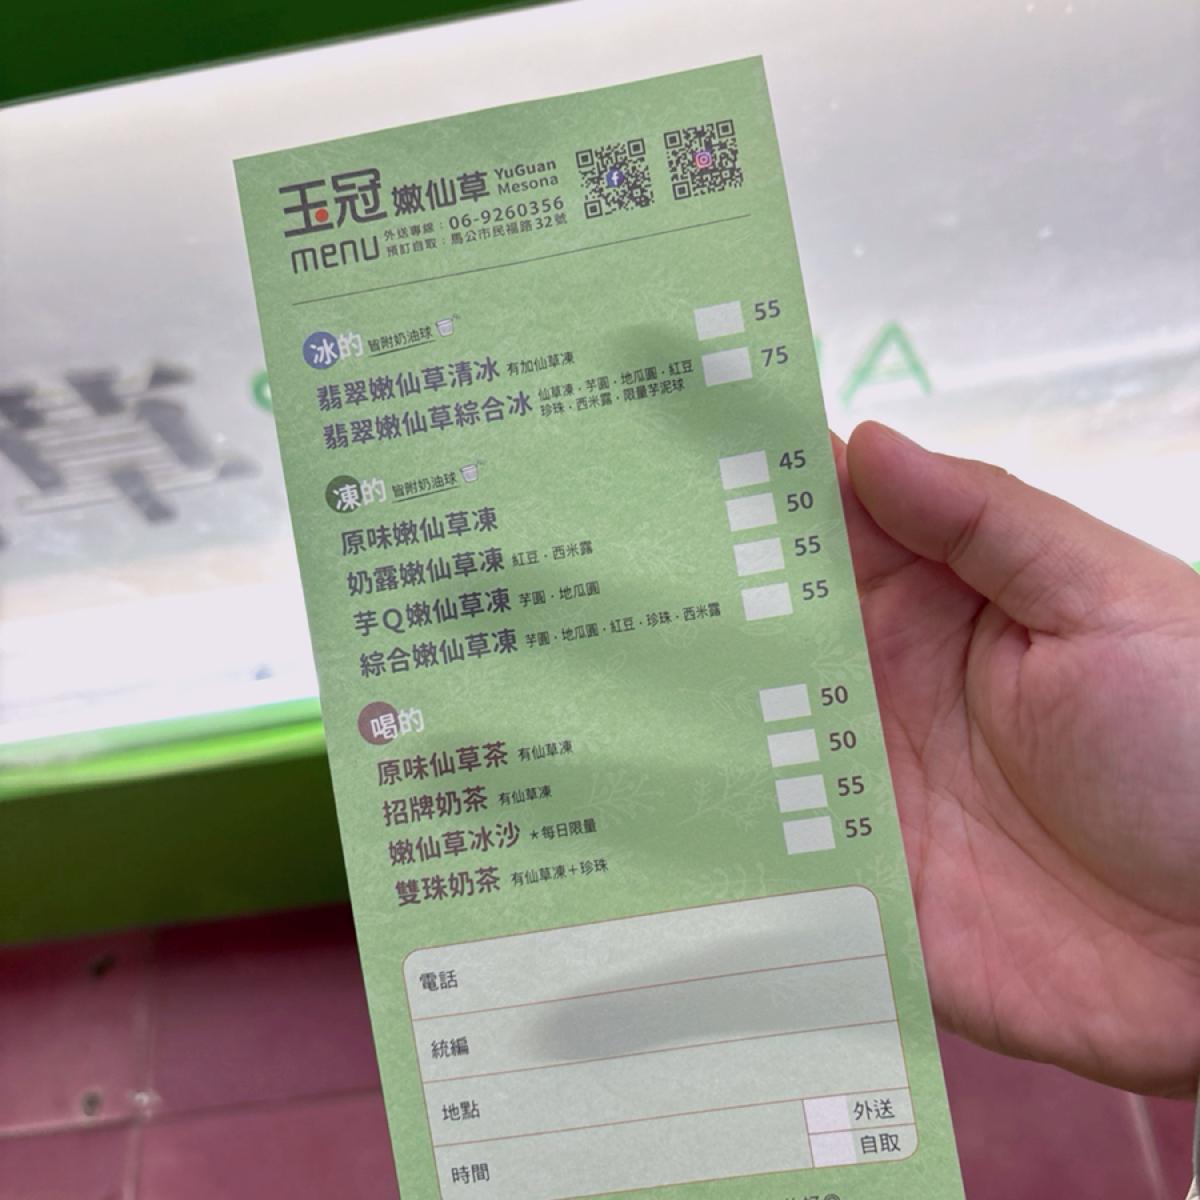 玉冠 嫩仙草 YuGuan Mesona
menu
外送專線：06-9260356
預訂自取：馬公市民福路32號
冰的 皆附奶油球
翡翠嫩仙草清冰 有加仙草凍 55
翡翠嫩仙草綜合冰 仙草凍・芋圓・地瓜圓・紅豆 75
珍珠・西米露・限量芋泥球
凍的 皆附奶油球
原味嫩仙草凍 45
奶露嫩仙草凍 紅豆・西米露 50
芋Q嫩仙草凍 芋圓・地瓜圓 55
綜合嫩仙草凍 芋圓・地瓜圓・紅豆・珍珠・西米露 55
喝的
原味仙草茶 有仙草凍 50
招牌奶茶 有仙草凍 50
嫩仙草冰沙 ★每日限量 55
雙珠奶茶 有仙草凍＋珍珠 55
電話
統編
地點
時間
外送
自取